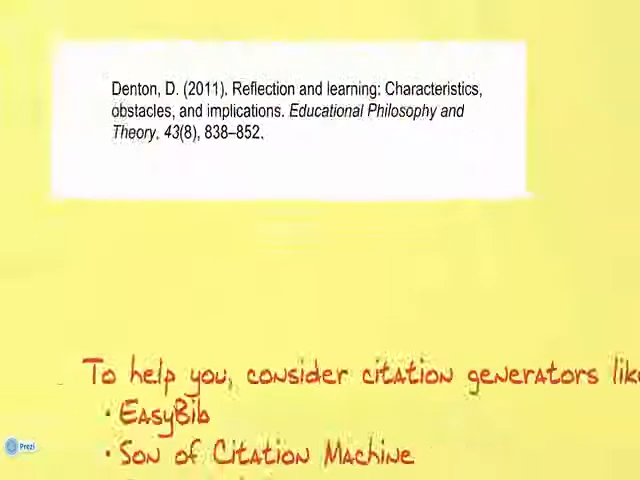 Denton, D. (2011). Reflection and learning: Characteristics,
obstacles, and implications. Educational Philosophy and
Theory, 43(8), 838–852.
To help you, consider citation generators lik
· EasyBib
· Son of Citation Machine
Prezi